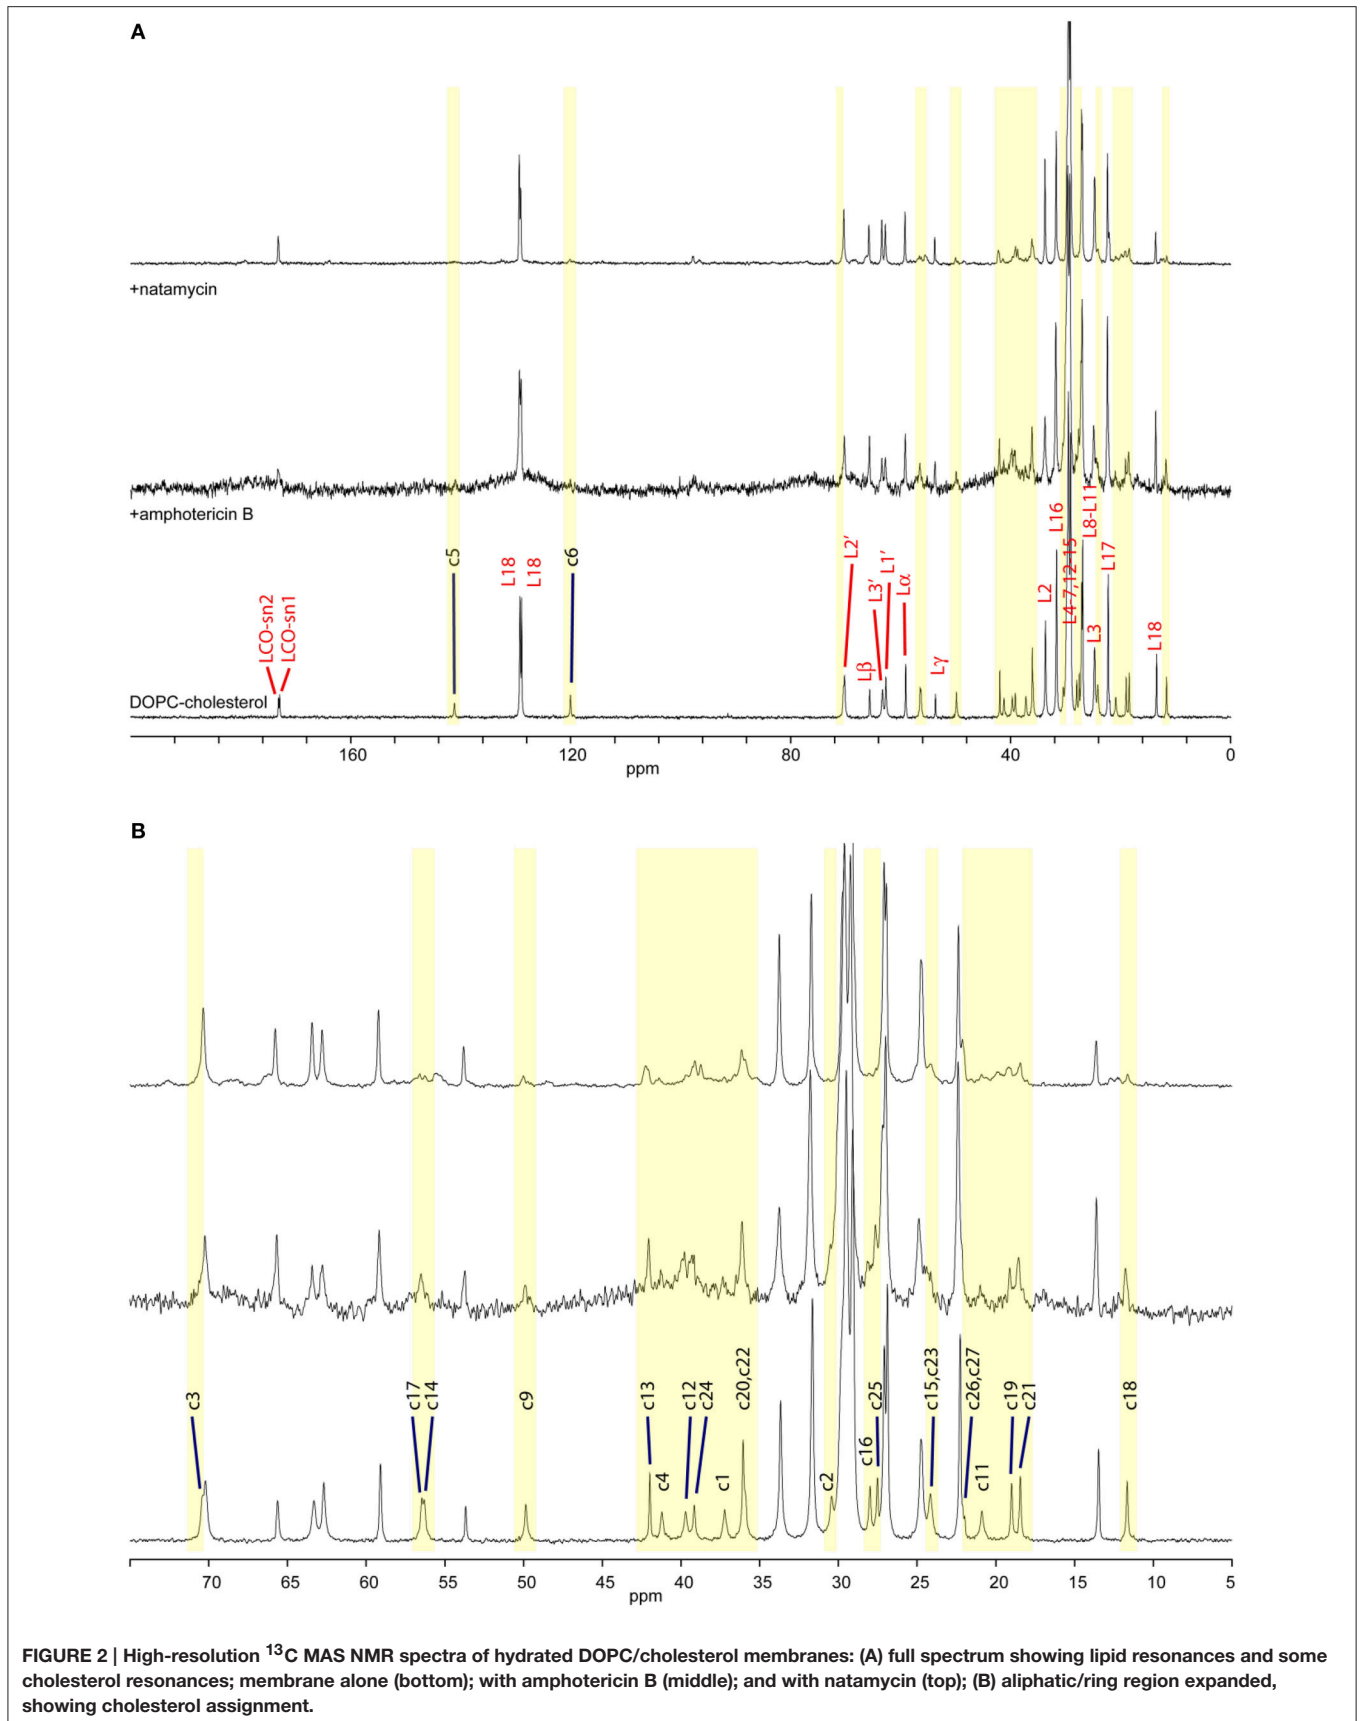 A
+natamycin
+amphotericin B
DOPC-cholesterol
LCO-sn2
LCO-sn1
c5
L18
L18
c6
L2′
Lβ
L3′
L1′
Lα
Lγ
L2
L16
L4-7,12-15
L8-L11
L3
L17
L18
160
120
80
40
0
ppm
B
c3
c17
c14
c9
c13
c4
c12
c24
c1
c20,c22
c2
c16
c25
c15,c23
c26,c27
c11
c19
c21
c18
70
65
60
55
50
45
40
35
30
25
20
15
10
5
ppm
FIGURE 2 | High-resolution ¹³C MAS NMR spectra of hydrated DOPC/cholesterol membranes: (A) full spectrum showing lipid resonances and some
cholesterol resonances; membrane alone (bottom); with amphotericin B (middle); and with natamycin (top); (B) aliphatic/ring region expanded,
showing cholesterol assignment.